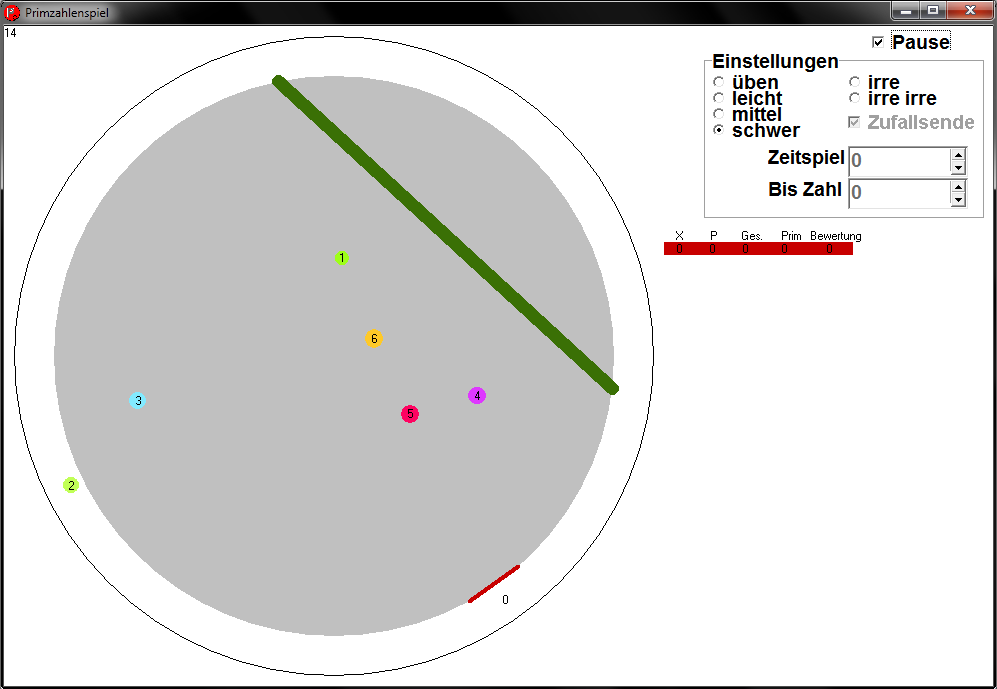 Primzahlenspiel
14
Pause
Einstellungen
üben irre
leicht irre irre
mittel
schwer Zufallsende
Zeitspiel 0
Bis Zahl 0
X P Ges. Prim Bewertung
0 0 0 0 0
1
6
3
4
5
2
0